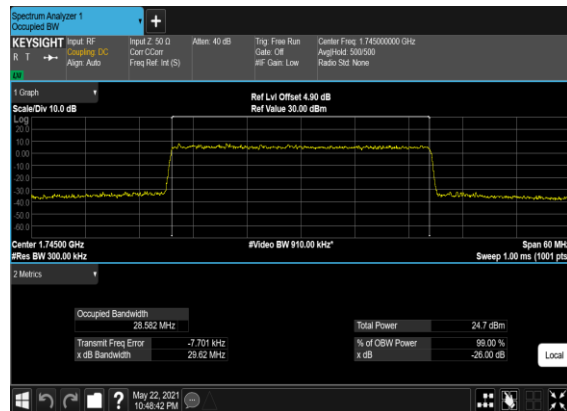 Spectrum Analyzer 1
Occupied BW
+
KEYSIGHT
R T
Input: RF
Coupling: DC
Align: Auto
Input Z: 50 Ω
Corr CCorr
Freq Ref: Int (S)
Atten: 40 dB
Trig: Free Run
Gate: Off
#IF Gain: Low
Center Freq: 1.745000000 GHz
Avg|Hold: 500/500
Radio Std: None
1 Graph
Scale/Div 10.0 dB
Ref Lvl Offset 4.90 dB
Ref Value 30.00 dBm
Log
20.0
10.0
0.00
-10.0
-20.0
-30.0
-40.0
-50.0
-60.0
Center 1.74500 GHz
#Video BW 910.00 kHz*
Span 60 MHz
#Res BW 300.00 kHz
Sweep 1.00 ms (1001 pts)
2 Metrics
Occupied Bandwidth
28.582 MHz
Total Power 24.7 dBm
Transmit Freq Error -7.701 kHz
% of OBW Power 99.00 %
x dB Bandwidth 29.62 MHz
x dB -26.00 dB
Local
?
May 22, 2021
10:48:42 PM